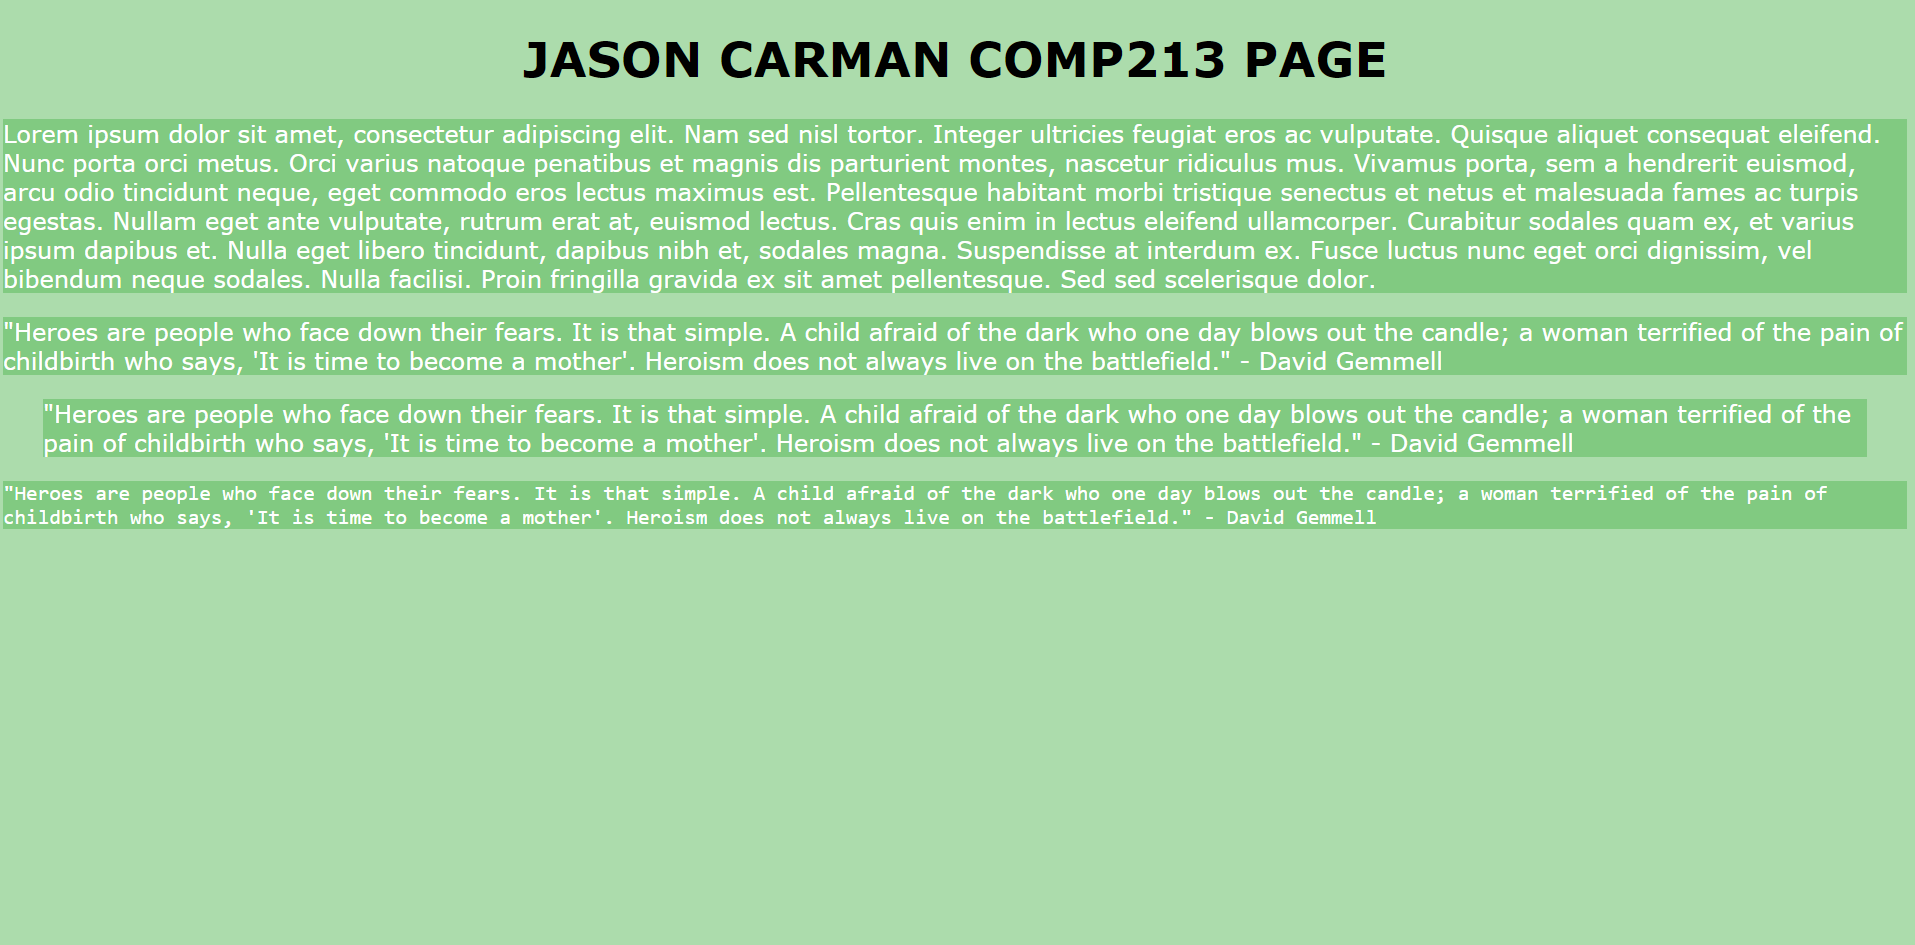 JASON CARMAN COMP213 PAGE
Lorem ipsum dolor sit amet, consectetur adipiscing elit. Nam sed nisl tortor. Integer ultricies feugiat eros ac vulputate. Quisque aliquet consequat eleifend.
Nunc porta orci metus. Orci varius natoque penatibus et magnis dis parturient montes, nascetur ridiculus mus. Vivamus porta, sem a hendrerit euismod,
arcu odio tincidunt neque, eget commodo eros lectus maximus est. Pellentesque habitant morbi tristique senectus et netus et malesuada fames ac turpis
egestas. Nullam eget ante vulputate, rutrum erat at, euismod lectus. Cras quis enim in lectus eleifend ullamcorper. Curabitur sodales quam ex, et varius
ipsum dapibus et. Nulla eget libero tincidunt, dapibus nibh et, sodales magna. Suspendisse at interdum ex. Fusce luctus nunc eget orci dignissim, vel
bibendum neque sodales. Nulla facilisi. Proin fringilla gravida ex sit amet pellentesque. Sed sed scelerisque dolor.
"Heroes are people who face down their fears. It is that simple. A child afraid of the dark who one day blows out the candle; a woman terrified of the pain of
childbirth who says, 'It is time to become a mother'. Heroism does not always live on the battlefield." - David Gemmell
"Heroes are people who face down their fears. It is that simple. A child afraid of the dark who one day blows out the candle; a woman terrified of the
pain of childbirth who says, 'It is time to become a mother'. Heroism does not always live on the battlefield." - David Gemmell
"Heroes are people who face down their fears. It is that simple. A child afraid of the dark who one day blows out the candle; a woman terrified of the pain of
childbirth who says, 'It is time to become a mother'. Heroism does not always live on the battlefield." - David Gemmell